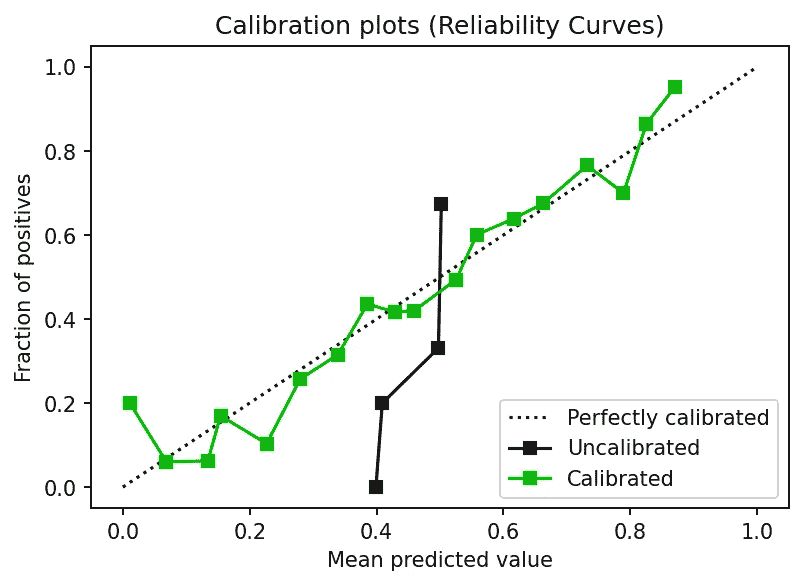 Calibration plots (Reliability Curves)
1.0
0.8
0.6
0.4
0.2
0.0
Fraction of positives
Perfectly calibrated
Uncalibrated
Calibrated
0.0 0.2 0.4 0.6 0.8 1.0
Mean predicted value